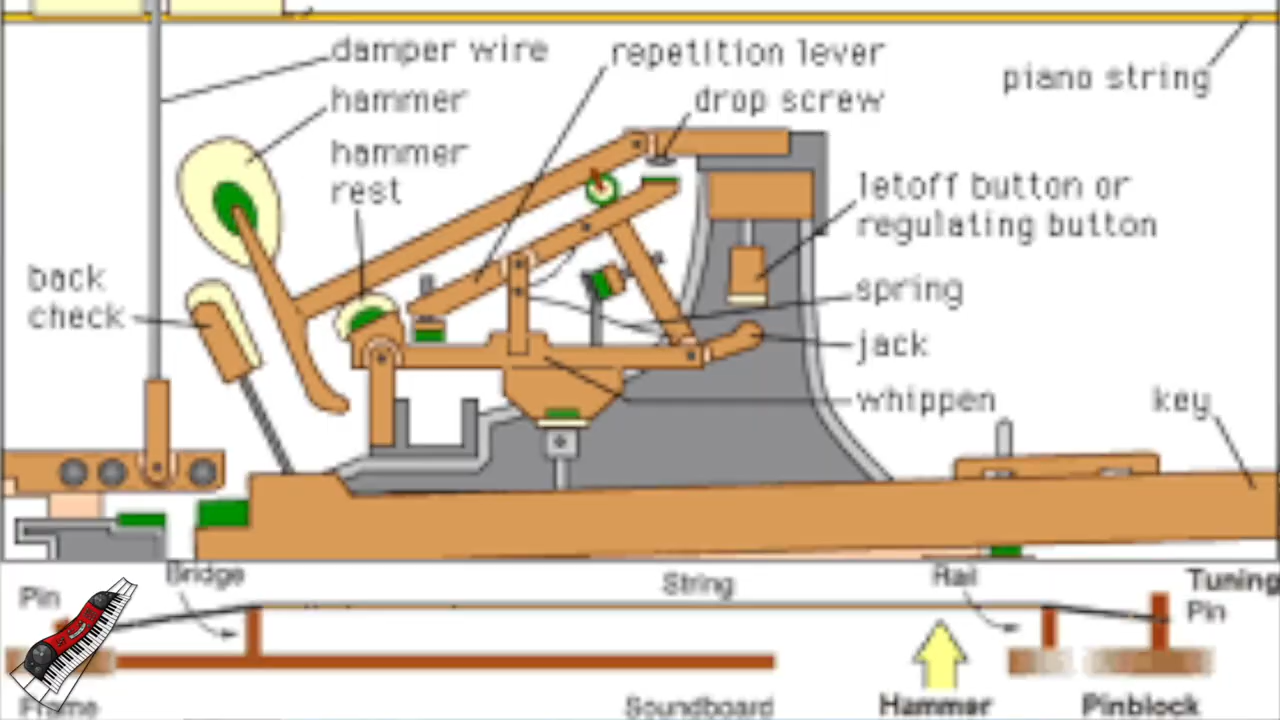 damper wire
repetition lever
piano string
hammer
drop screw
hammer
rest
letoff button or
regulating button
back
check
spring
jack
whippen
key
Bridge
String
Rail
Tuning
Pin
Pin
Frame
Soundboard
Hammer
Pinblock